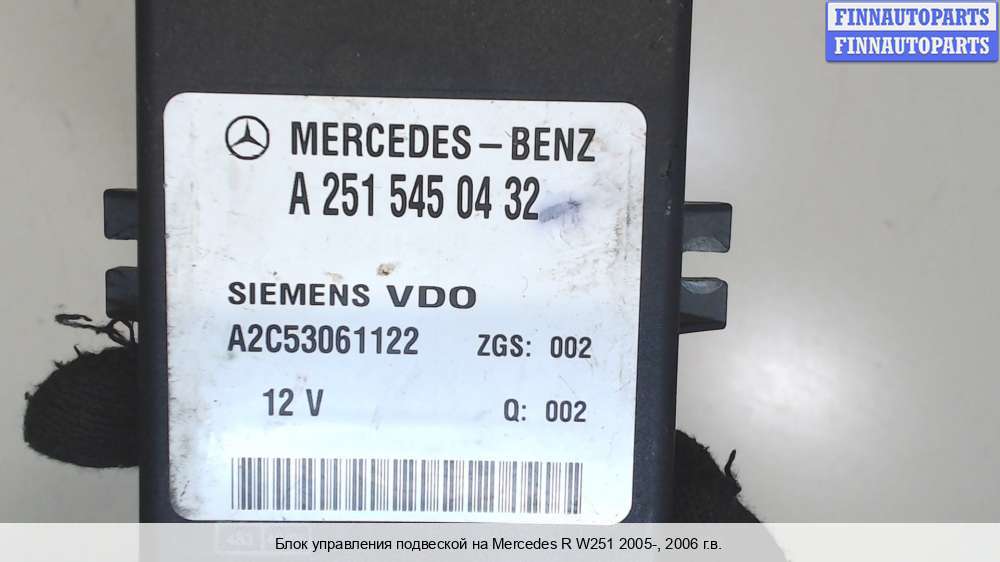 FINNAUTOPARTS
FINNAUTOPARTS
MERCEDES-BENZ
A 251 545 04 32
SIEMENS VDO
A2C53061122 ZGS: 002
12 V Q: 002
Блок управления подвеской на Mercedes R W251 2005-, 2006 г.в.